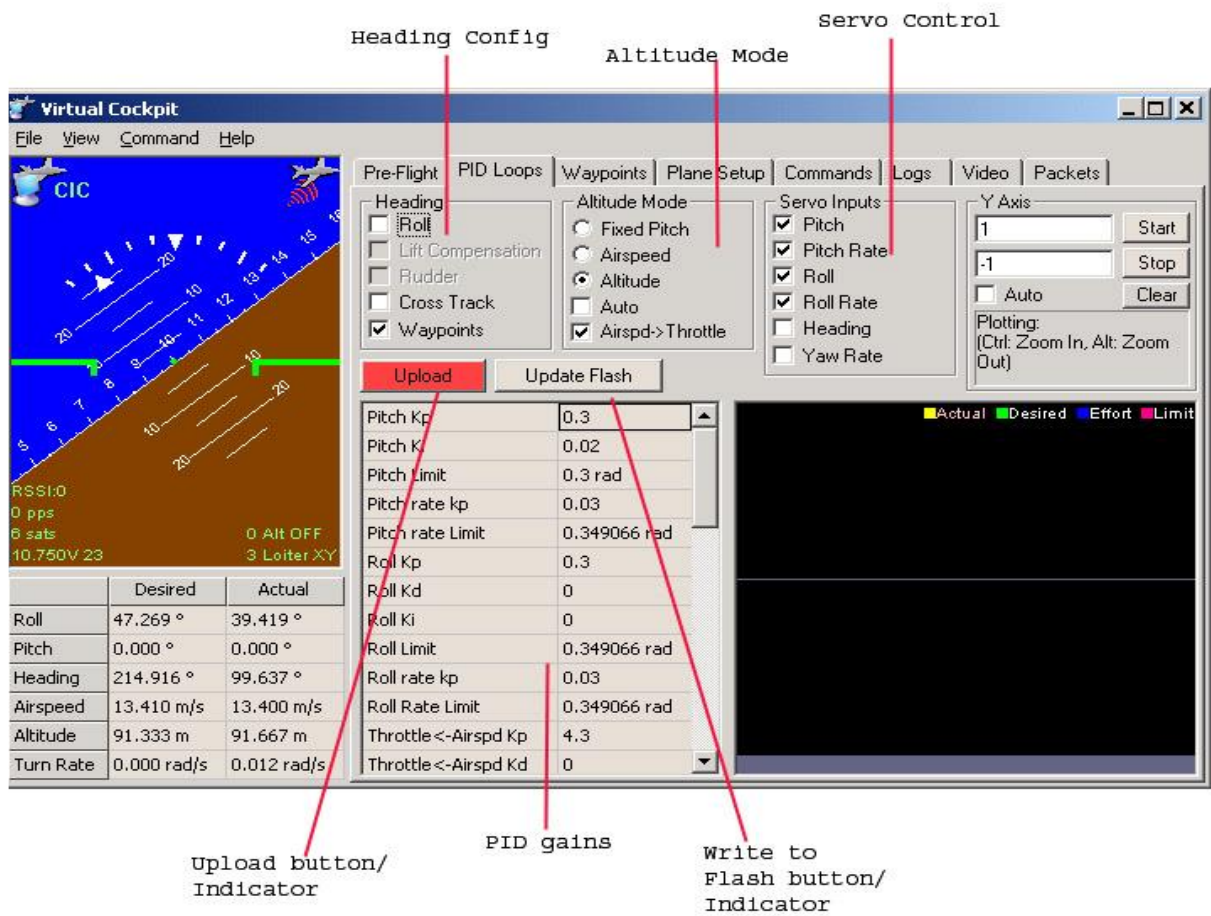 Heading Config
Altitude Mode
Servo Control
Virtual Cockpit
File View Command Help
CIC
Pre-Flight PID Loops Waypoints Plane Setup Commands Logs Video Packets
Heading
Roll
Lift Compensation
Rudder
Cross Track
Waypoints
Altitude Mode
Fixed Pitch
Airspeed
Altitude
Auto
Airspd->Throttle
Servo Inputs
Pitch
Pitch Rate
Roll
Roll Rate
Heading
Yaw Rate
Y Axis
1 Start
-1 Stop
Auto Clear
Plotting:
(Ctrl: Zoom In, Alt: Zoom
Out)
Upload Update Flash
RSSI:0
0 pps
6 sats 0 Alt OFF
10.750V 23 3 Loiter XY
Desired Actual
Roll 47.269 ° 39.419 °
Pitch 0.000 ° 0.000 °
Heading 214.916 ° 99.637 °
Airspeed 13.410 m/s 13.400 m/s
Altitude 91.333 m 91.667 m
Turn Rate 0.000 rad/s 0.012 rad/s
Pitch Kp 0.3
Pitch Ki 0.02
Pitch Limit 0.3 rad
Pitch rate kp 0.03
Pitch rate Limit 0.349066 rad
Roll Kp 0.3
Roll Kd 0
Roll Ki 0
Roll Limit 0.349066 rad
Roll rate kp 0.03
Roll Rate Limit 0.349066 rad
Throttle<-Airspd Kp 4.3
Throttle<-Airspd Kd 0
Actual Desired Effort Limit
Upload button/
Indicator
PID gains
Write to
Flash button/
Indicator